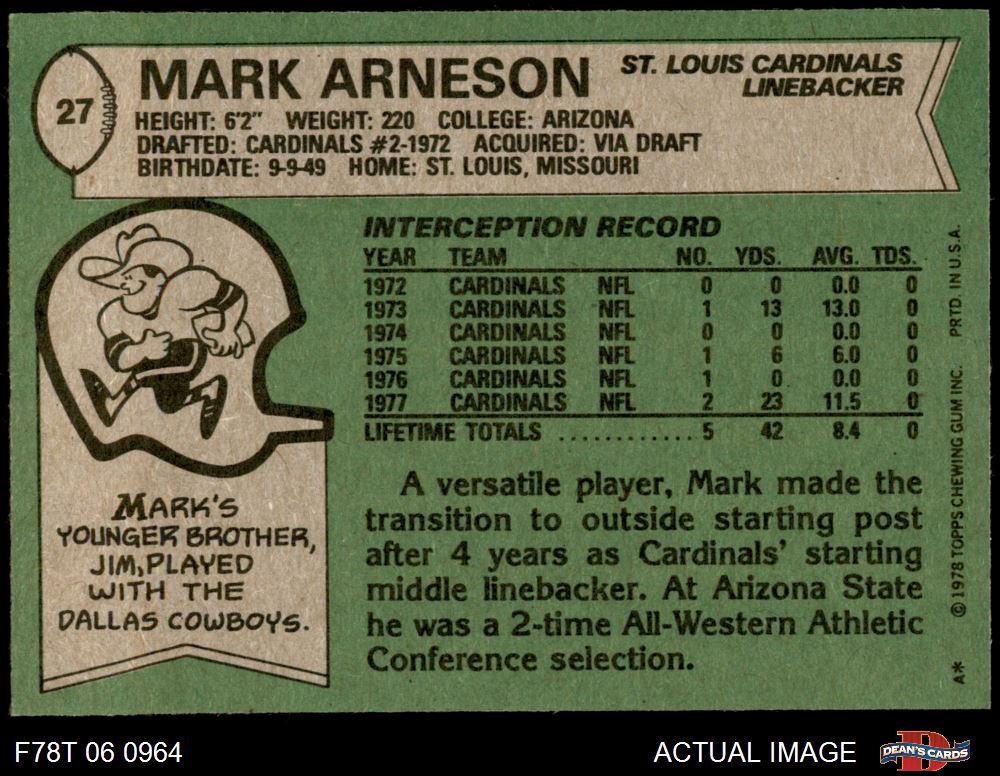 27
MARK ARNESON
ST. LOUIS CARDINALS
LINEBACKER
HEIGHT: 6'2" WEIGHT: 220 COLLEGE: ARIZONA
DRAFTED: CARDINALS #2-1972 ACQUIRED: VIA DRAFT
BIRTHDATE: 9-9-49 HOME: ST. LOUIS, MISSOURI
INTERCEPTION RECORD
YEAR TEAM NO. YDS. AVG. TDS.
1972 CARDINALS NFL 0 0 0.0 0
1973 CARDINALS NFL 1 13 13.0 0
1974 CARDINALS NFL 0 0 0.0 0
1975 CARDINALS NFL 1 6 6.0 0
1976 CARDINALS NFL 1 0 0.0 0
1977 CARDINALS NFL 2 23 11.5 0
LIFETIME TOTALS ............ 5 42 8.4 0
MARK'S
YOUNGER BROTHER,
JIM, PLAYED
WITH THE
DALLAS COWBOYS.
A versatile player, Mark made the
transition to outside starting post
after 4 years as Cardinals' starting
middle linebacker. At Arizona State
he was a 2-time All-Western Athletic
Conference selection.
A* © 1978 TOPPS CHEWING GUM INC. PRTD. IN U.S.A.
F78T 06 0964
ACTUAL IMAGE
D
DEAN'S CARDS